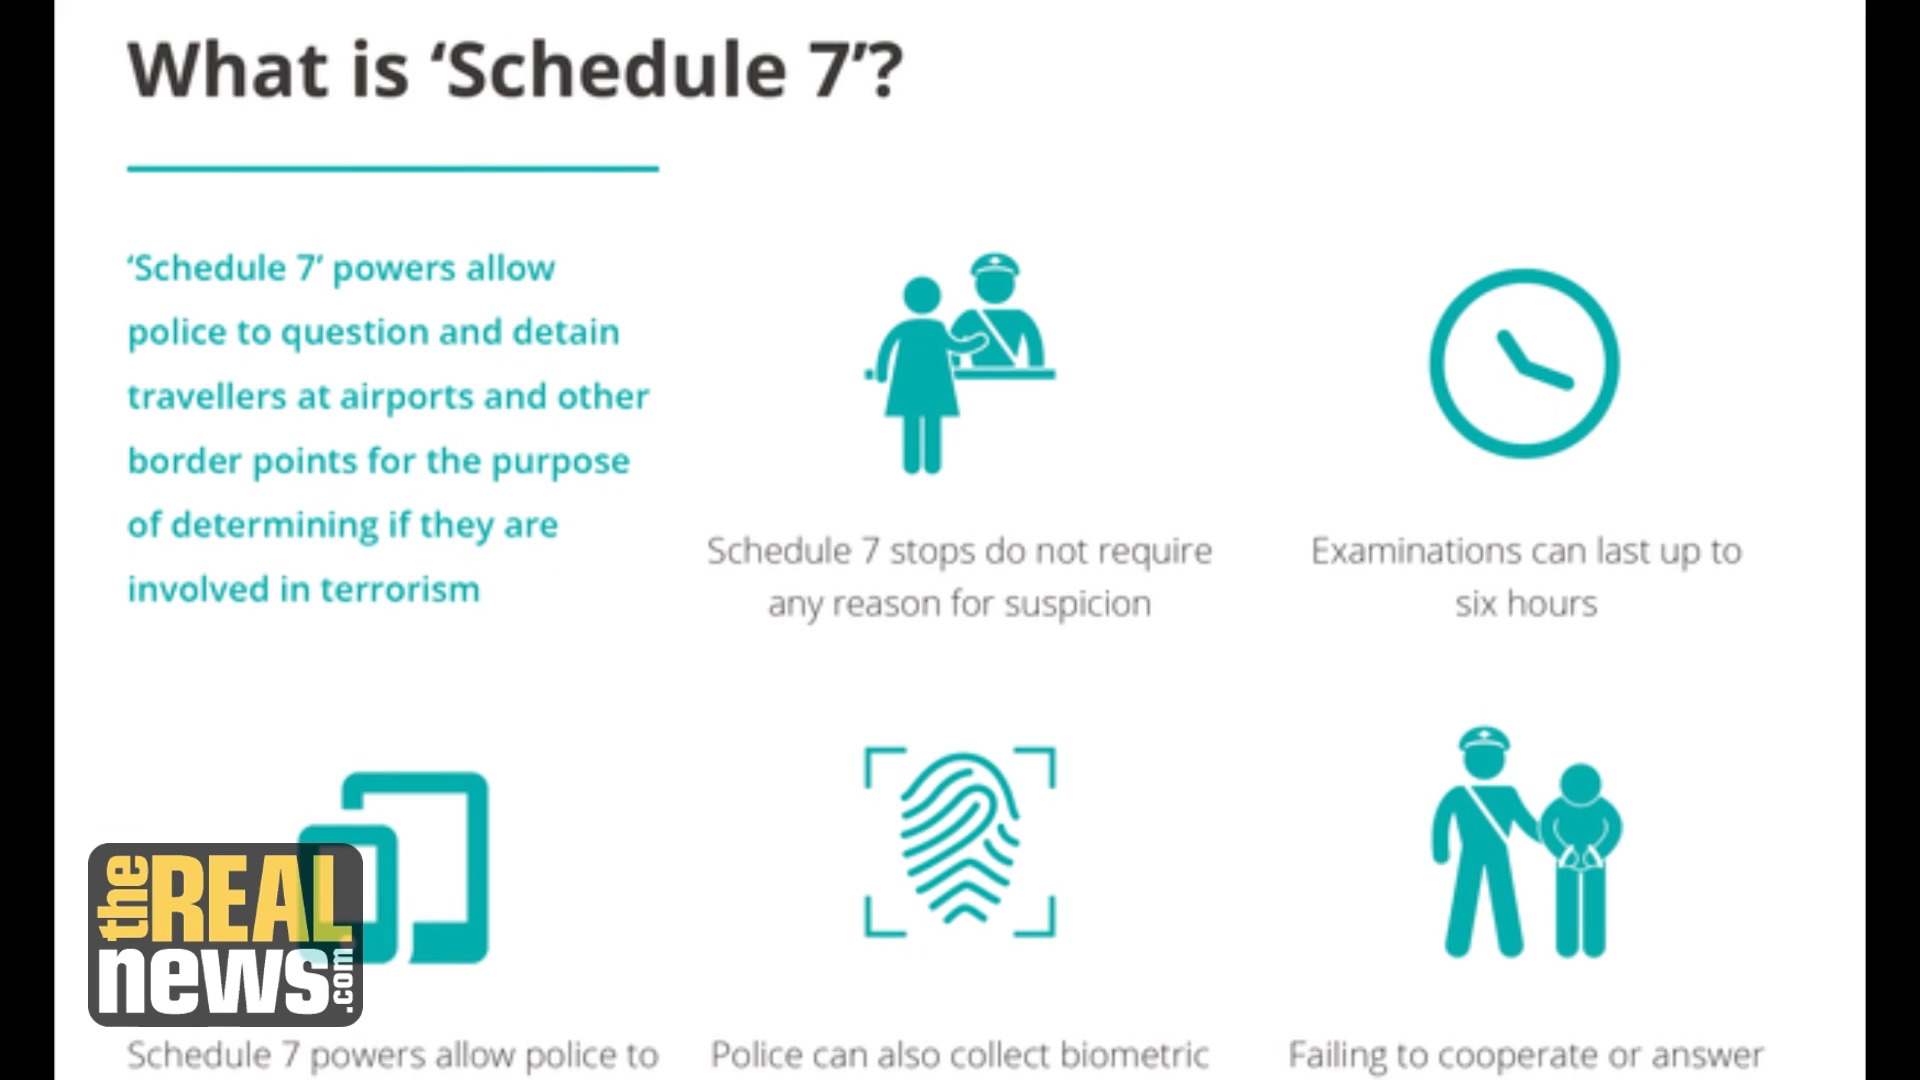 What is ‘Schedule 7’?
‘Schedule 7’ powers allow
police to question and detain
travellers at airports and other
border points for the purpose
of determining if they are
involved in terrorism
Schedule 7 stops do not require
any reason for suspicion
Examinations can last up to
six hours
Schedule 7 powers allow police to
Police can also collect biometric
Failing to cooperate or answer
the REAL
news.com